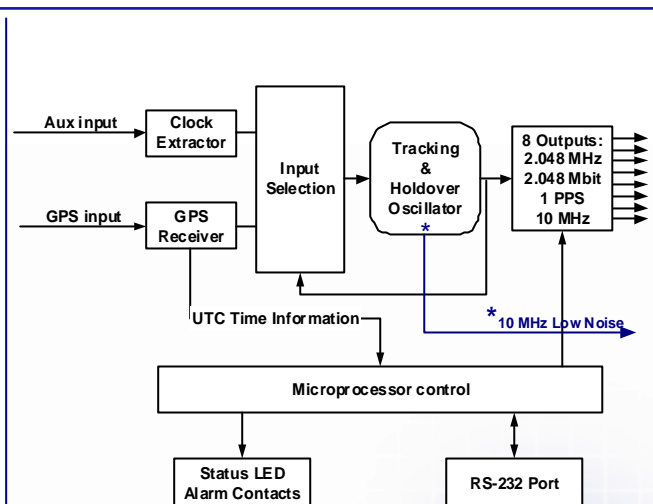 Aux input
Clock
Extractor
GPS input
GPS
Receiver
Input
Selection
Tracking
&
Holdover
Oscillator
*
8 Outputs:
2.048 MHz
2.048 Mbit
1 PPS
10 MHz
UTC Time Information
*10 MHz Low Noise
Microprocessor control
Status LED
Alarm Contacts
RS-232 Port